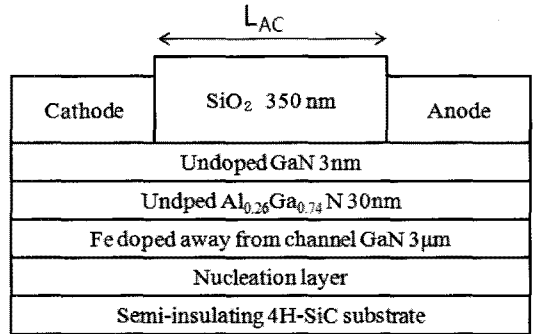 L_AC
Cathode
SiO₂ 350 nm
Anode
Undoped GaN 3nm
Undped Al₀.₂₆Ga₀.₇₄N 30nm
Fe doped away from channel GaN 3μm
Nucleation layer
Semi-insulating 4H-SiC substrate